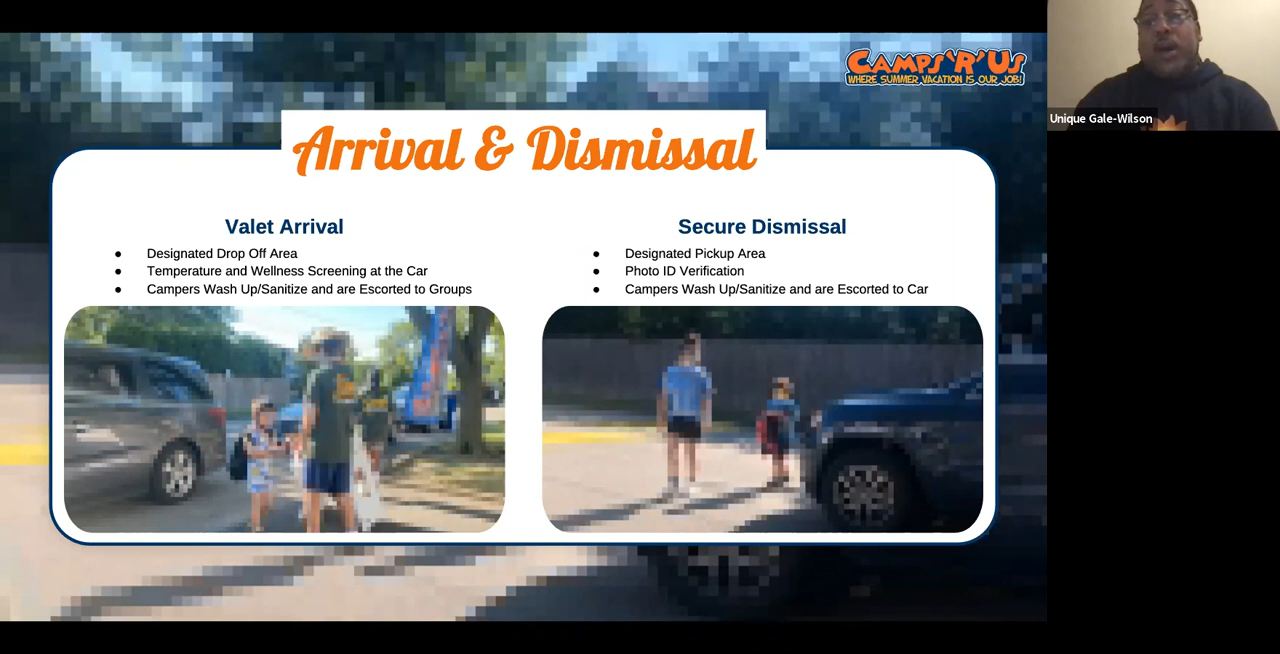 CAMPS 'R' US
WHERE SUMMER VACATION IS OUR JOB!
Unique Gale-Wilson
Arrival & Dismissal
Valet Arrival
● Designated Drop Off Area
● Temperature and Wellness Screening at the Car
● Campers Wash Up/Sanitize and are Escorted to Groups
Secure Dismissal
● Designated Pickup Area
● Photo ID Verification
● Campers Wash Up/Sanitize and are Escorted to Car